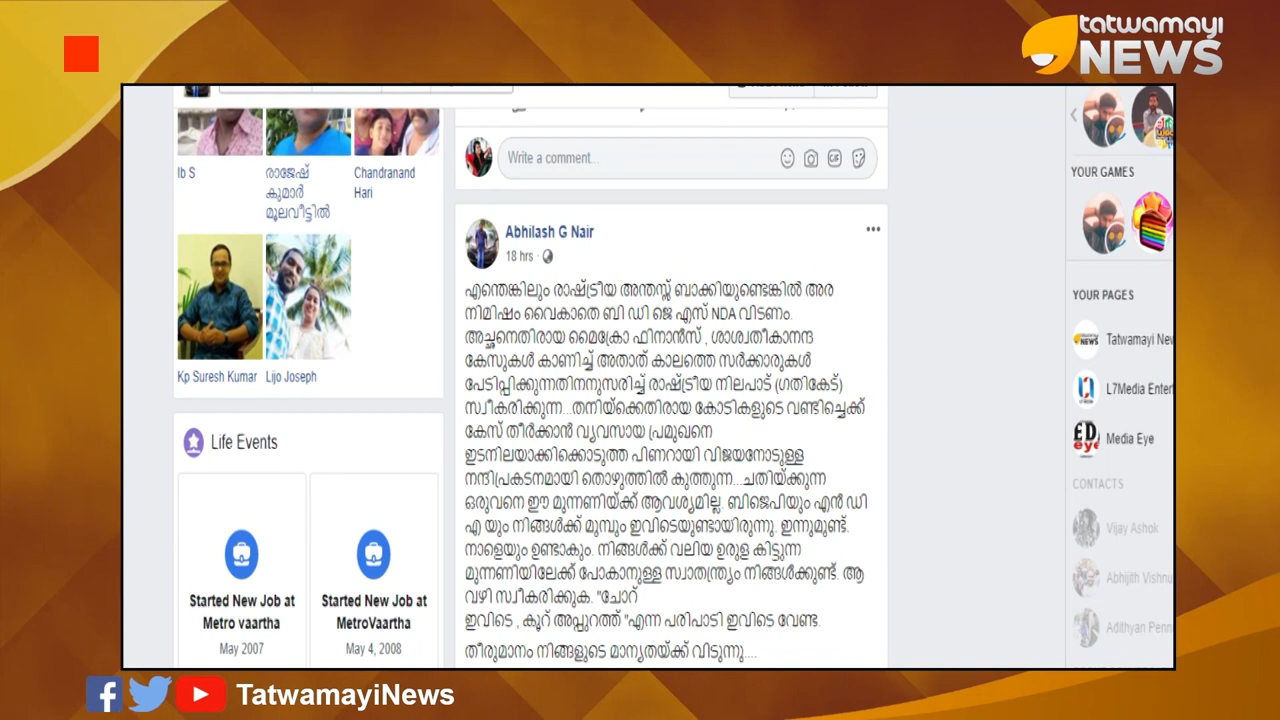 tatwamayi
NEWS
lb S
രാജേഷ്
കുമാർ
മൂലവീട്ടിൽ
Chandranand
Hari
Kp Suresh Kumar
Lijo Joseph
Life Events
Started New Job at
Metro vaartha
May 2007
Started New Job at
MetroVaartha
May 4, 2008
Write a comment...
GIF
Abhilash G Nair
18 hrs ·
എന്തെങ്കിലും രാഷ്ട്രീയ അന്തസ്സ് ബാക്കിയുണ്ടെങ്കിൽ അര
നിമിഷം വൈകാതെ ബി ഡി ജെ എസ് NDA വിടണം.
അച്ഛനെതിരായ മൈക്രോ ഫിനാൻസ് , ശാശ്വതീകാനന്ദ
കേസുകൾ കാണിച്ച് അതാത് കാലത്തെ സർക്കാരുകൾ
പേടിപ്പിക്കുന്നതിനനുസരിച്ച് രാഷ്ട്രീയ നിലപാട് (ഗതികേട്)
സ്വീകരിക്കുന്ന...തനിയ്ക്കെതിരായ കോടികളുടെ വണ്ടിച്ചെക്ക്
കേസ് തീർക്കാൻ വ്യവസായ പ്രമുഖനെ
ഇടനിലയാക്കിക്കൊടുത്ത പിണറായി വിജയനോടുള്ള
നന്ദിപ്രകടനമായി തൊഴുത്തിൽ കുത്തുന്ന...ചതിയ്ക്കുന്ന
ഒരുവനെ ഈ മുന്നണിയ്ക്ക് ആവശ്യമില്ല. ബിജെപിയും എൻ ഡി
എ യും നിങ്ങൾക്ക് മുമ്പും ഇവിടെയുണ്ടായിരുന്നു. ഇന്നുമുണ്ട്.
നാളെയും ഉണ്ടാകും. നിങ്ങൾക്ക് വലിയ ഉരുള കിട്ടുന്ന
മുന്നണിയിലേക്ക് പോകാനുള്ള സ്വാതന്ത്ര്യം നിങ്ങൾക്കുണ്ട്. ആ
വഴി സ്വീകരിക്കുക. "ചോറ്
ഇവിടെ , കൂറ് അപ്പുറത്ത് "എന്ന പരിപാടി ഇവിടെ വേണ്ട.
തീരുമാനം നിങ്ങളുടെ മാന്യതയ്ക്ക് വിടുന്നു....
YOUR GAMES
YOUR PAGES
Tatwamayi New
L7Media Enter
Media Eye
CONTACTS
Vijay Ashok
Abhijith Vishnu
Adithyan Penn
TatwamayiNews